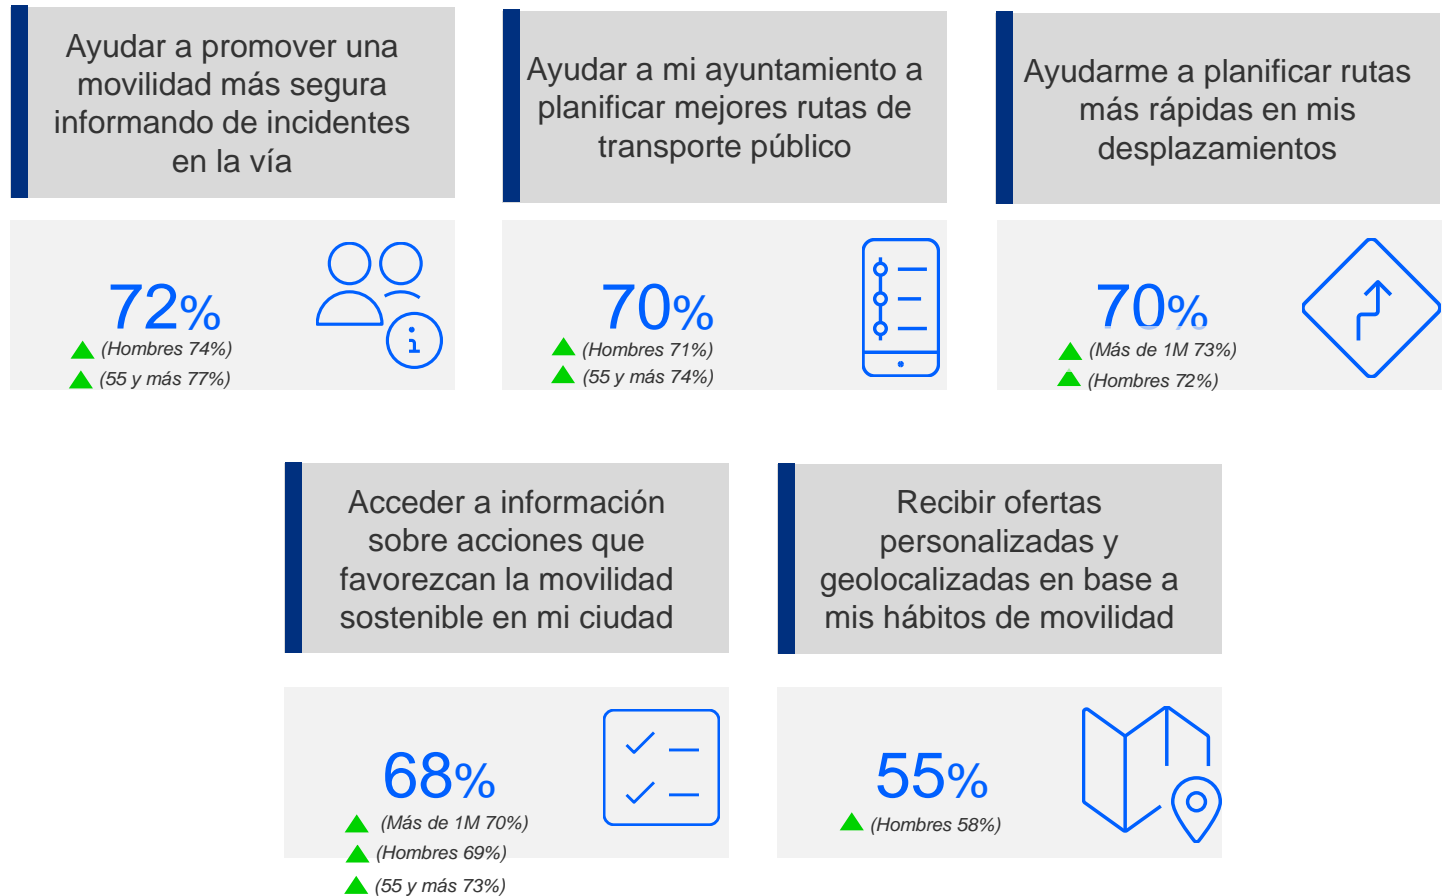 Ayudar a promover una
movilidad más segura
informando de incidentes
en la vía
72%
(Hombres 74%)
(55 y más 77%)
Ayudar a mi ayuntamiento a
planificar mejores rutas de
transporte público
70%
(Hombres 71%)
(55 y más 74%)
Ayudarme a planificar rutas
más rápidas en mis
desplazamientos
70%
(Más de 1M 73%)
(Hombres 72%)
Acceder a información
sobre acciones que
favorezcan la movilidad
sostenible en mi ciudad
68%
(Más de 1M 70%)
(Hombres 69%)
(55 y más 73%)
Recibir ofertas
personalizadas y
geolocalizadas en base a
mis hábitos de movilidad
55%
(Hombres 58%)